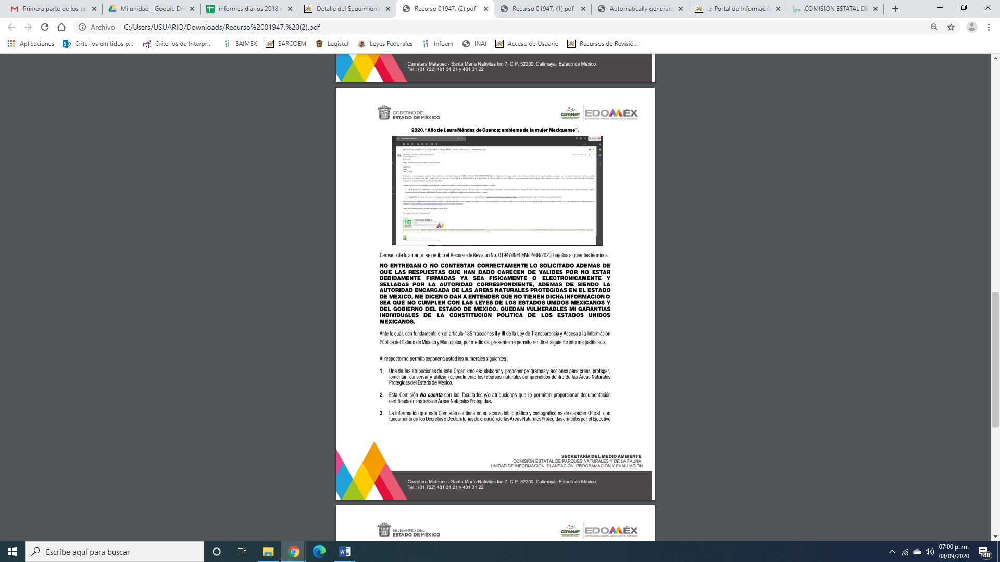 Primera parte de los pr
Mi unidad - Google Dri
informes diarios 2018.x
Detalle del Seguimiento
Recurso 01947. (2).pdf
Recurso 01947. (1).pdf
Automatically generate
..:: Portal de Informació
COMISION ESTATAL DE
Archivo
C:/Users/USUARIO/Downloads/Recurso%2001947.%20(2).pdf
Aplicaciones
Criterios emitidos p...
Criterios de Interpr...
SAIMEX
SARCOEM
Legistel
Leyes Federales
Infoem
INAI
Acceso de Usuario
Recursos de Revisió...
Carretera Metepec - Santa María Nativitas km 7, C.P. 52200, Calimaya, Estado de México.
Tel.: (01 722) 481 31 21 y 481 31 22
GOBIERNO DEL
ESTADO DE MÉXICO
CEPANAF
EDOMÉX
DECISIONES FIRMES, RESULTADOS FUERTES.
2020. “Año de Laura Méndez de Cuenca; emblema de la mujer Mexiquense”.
RESPUESTA A SU SOLICITUD SAIMEX CON NUMERO DE FOLIO 00021/CEPANAF/IP/2020
Derivado de lo anterior, se recibió el Recurso de Revisión No. 01947/INFOEM/IP/RR/2020, bajo los siguientes términos:
NO ENTREGAN O NO CONTESTAN CORRECTAMENTE LO SOLICITADO ADEMAS DE
QUE LAS RESPUESTAS QUE HAN DADO CARECEN DE VALIDES POR NO ESTAR
DEBIDAMENTE FIRMADAS YA SEA FISICAMENTE O ELECTRONICAMENTE Y
SELLADAS POR LA AUTORIDAD CORRESPONDIENTE, ADEMAS DE SIENDO LA
AUTORIDAD ENCARGADA DE LAS AREAS NATURALES PROTEGIDAS EN EL ESTADO
DE MEXICO, ME DICEN O DAN A ENTENDER QUE NO TIENEN DICHA INFORMACION O
SEA QUE NO CUMPLEN CON LAS LEYES DE LOS ESTADOS UNIDOS MEXICANOS Y
DEL GOBIERNO DEL ESTADO DE MEXICO. QUEDAN VULNERABLES MI GARANTIAS
INDIVIDUALES DE LA CONSTITUCION POLITICA DE LOS ESTADOS UNIDOS
MEXICANOS.
Ante lo cual, con fundamento en el artículo 185 fracciones II y III de la Ley de Transparencia y Acceso a la Información
Pública del Estado de México y Municipios, por medio del presente me permito rendir el siguiente informe justificado.
Al respecto me permito exponer a usted los numerales siguientes:
1. Una de las atribuciones de este Organismo es: elaborar y proponer programas y acciones para crear, proteger,
fomentar, conservar y utilizar racionalmente los recursos naturales comprendidos dentro de las Áreas Naturales
Protegidas del Estado de México.
2. Esta Comisión No cuenta con las facultades y/o atribuciones que le permitan proporcionar documentación
certificada en materia de Áreas Naturales Protegidas.
3. La información que esta Comisión contiene en su acervo bibliográfico y cartográfico es de carácter Oficial, con
fundamento en los Decretos o Declaratorias de creación de las Áreas Naturales Protegidas emitidos por el Ejecutivo
SECRETARÍA DEL MEDIO AMBIENTE
COMISIÓN ESTATAL DE PARQUES NATURALES Y DE LA FAUNA
UNIDAD DE INFORMACIÓN, PLANEACIÓN, PROGRAMACIÓN Y EVALUACIÓN
Carretera Metepec - Santa María Nativitas km 7, C.P. 52200, Calimaya, Estado de México.
Tel.: (01 722) 481 31 21 y 481 31 22
GOBIERNO DEL
ESTADO DE MÉXICO
CEPANAF
EDOMÉX
DECISIONES FIRMES, RESULTADOS FUERTES.
Escribe aquí para buscar
07:00 p. m.
08/09/2020
48